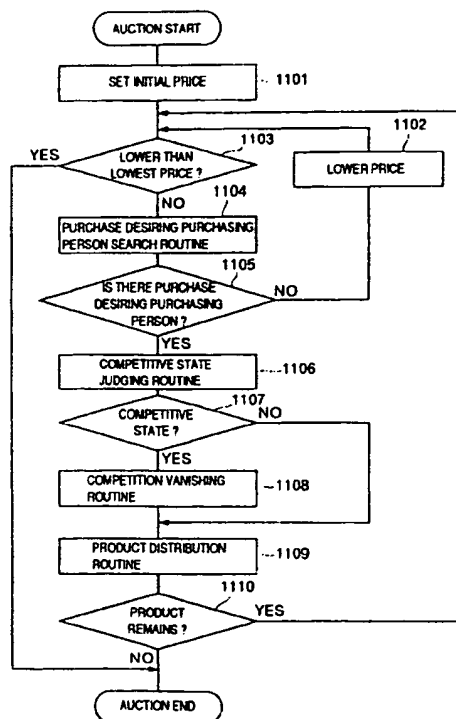 AUCTION START
SET INITIAL PRICE
1101
1102
1103
YES
LOWER THAN
LOWEST PRICE ?
LOWER PRICE
NO
1104
PURCHASE DESIRING PURCHASING
PERSON SEARCH ROUTINE
1105
IS THERE PURCHASE
DESIRING PURCHASING
PERSON ?
NO
YES
COMPETITIVE STATE
JUDGING ROUTINE
1106
1107
COMPETITIVE
STATE ?
NO
YES
COMPETITION VANISHING
ROUTINE
1108
PRODUCT DISTRIBUTION
ROUTINE
1109
1110
PRODUCT
REMAINS ?
YES
NO
AUCTION END